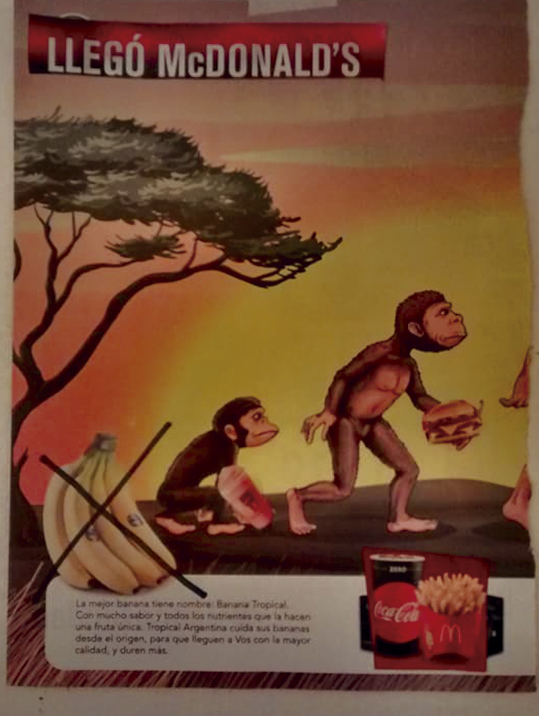 LLEGÓ McDONALD'S
La mejor banana tiene nombre: Banana Tropical.
Con mucho sabor y todos los nutrientes que la hacen
una fruta única. Tropical Argentina cuida sus bananas
desde el origen, para que lleguen a Vos con la mayor
calidad, y duren más.
ZERO
Coca-Cola
M